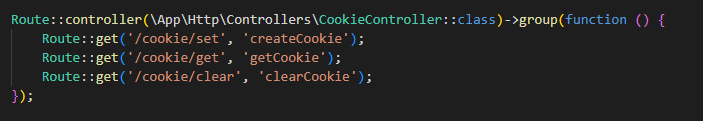 Route::controller(\App\Http\Controllers\CookieController::class)->group(function () {
    Route::get('/cookie/set', 'createCookie');
    Route::get('/cookie/get', 'getCookie');
    Route::get('/cookie/clear', 'clearCookie');
});